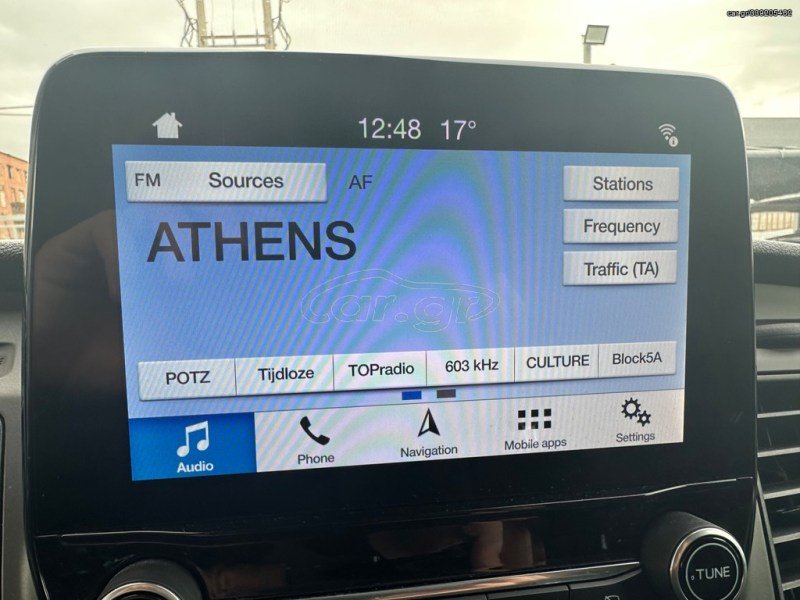 car.gr/339205462
12:48 17°
FM Sources AF Stations
ATHENS
Frequency
Traffic (TA)
car.gr
POTZ Tijdloze TOPradio 603 kHz CULTURE Block5A
Audio Phone Navigation Mobile apps Settings
TUNE